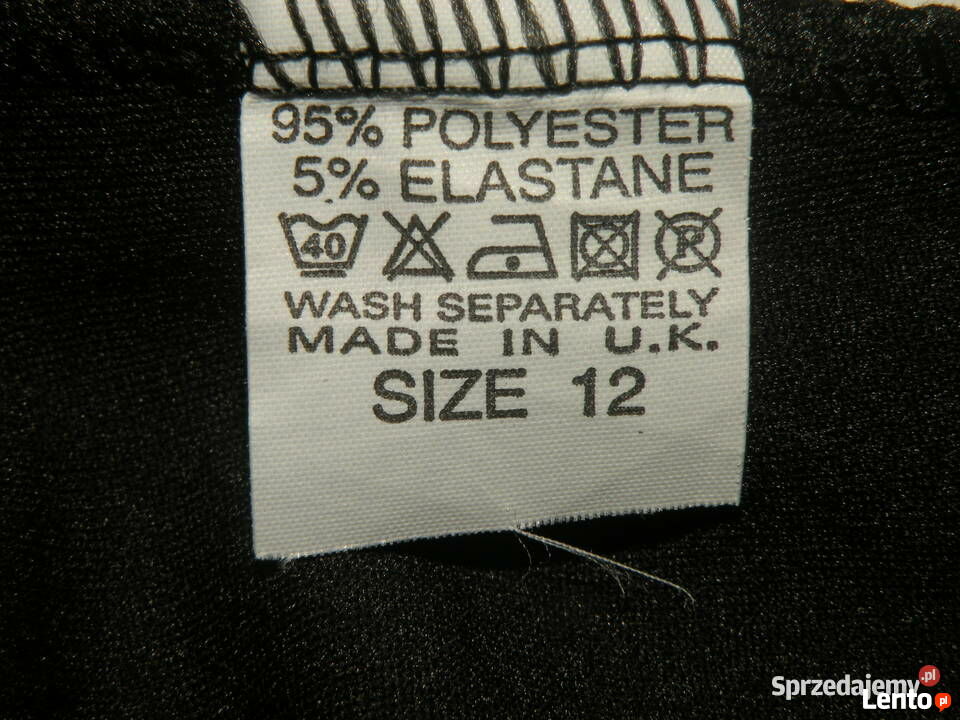 95% POLYESTER
5% ELASTANE
40
WASH SEPARATELY
MADE IN U.K.
SIZE 12
Sprzedajemy.pl
Lento.pl